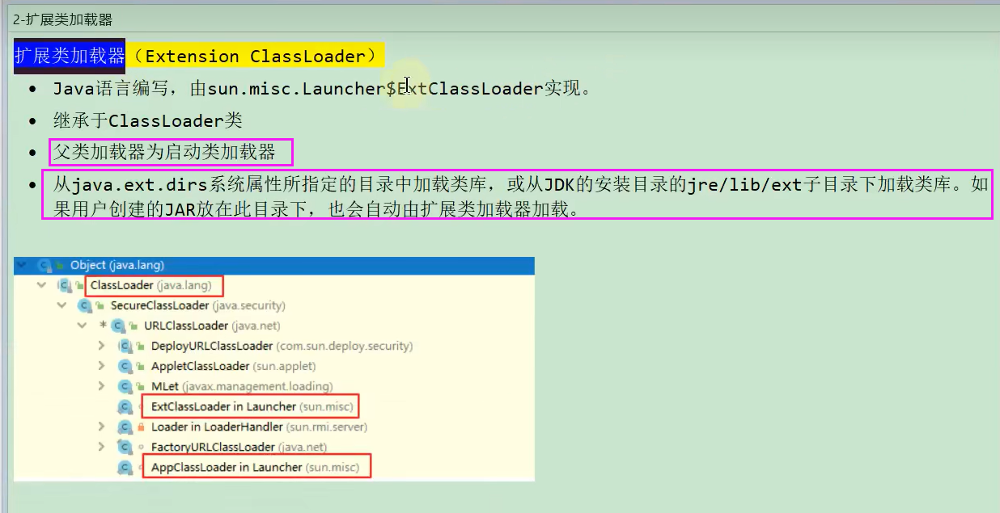 2-扩展类加载器
扩展类加载器（Extension ClassLoader）
• Java语言编写，由sun.misc.Launcher$ExtClassLoader实现。
• 继承于ClassLoader类
• 父类加载器为启动类加载器
• 从java.ext.dirs系统属性所指定的目录中加载类库，或从JDK的安装目录的jre/lib/ext子目录下加载类库。如
果用户创建的JAR放在此目录下，也会自动由扩展类加载器加载。
Object (java.lang)
ClassLoader (java.lang)
SecureClassLoader (java.security)
* URLClassLoader (java.net)
DeployURLClassLoader (com.sun.deploy.security)
AppletClassLoader (sun.applet)
MLet (javax.management.loading)
ExtClassLoader in Launcher (sun.misc)
Loader in LoaderHandler (sun.rmi.server)
FactoryURLClassLoader (java.net)
AppClassLoader in Launcher (sun.misc)